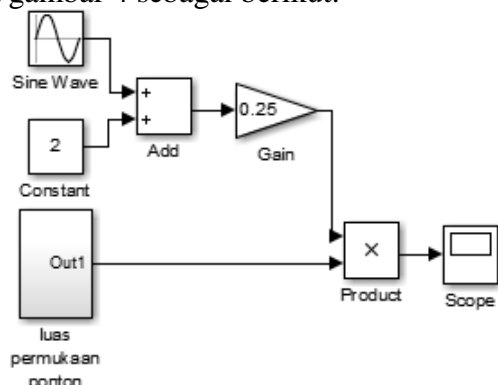 gambar 4 sebagai berikut.
Sine Wave
+
+
Add
0.25
Gain
2
Constant
Out1
luas
permukaan
ponton
×
Product
Scope